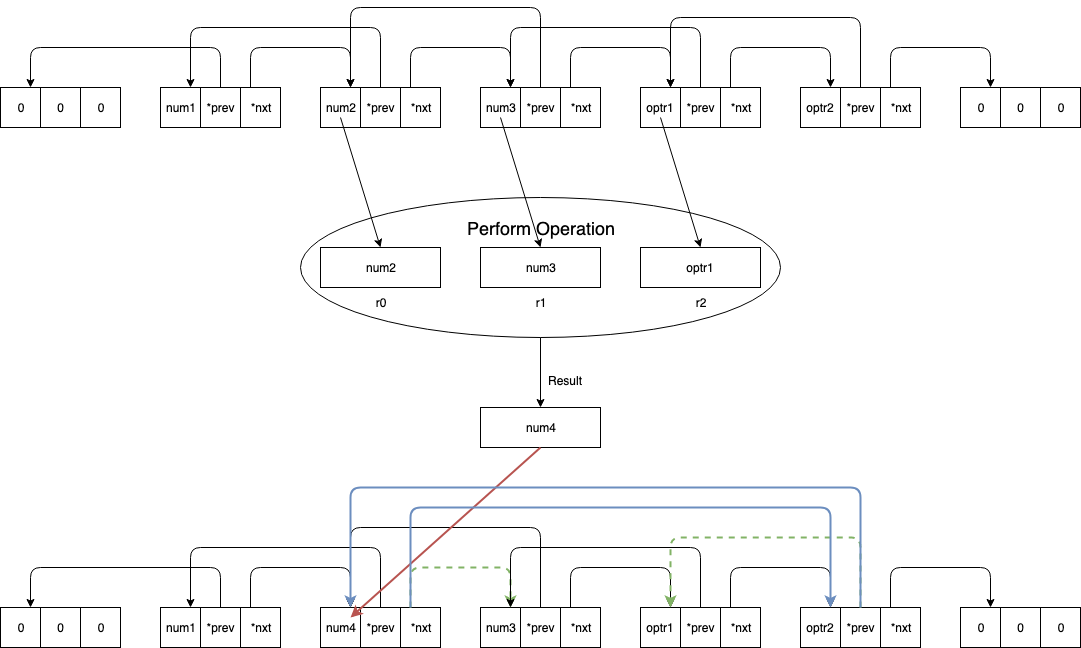 0 0 0 num1 *prev *nxt num2 *prev *nxt num3 *prev *nxt optr1 *prev *nxt optr2 *prev *nxt 0 0 0
Perform Operation
num2 num3 optr1
r0 r1 r2
Result
num4
0 0 0 num1 *prev *nxt num4 *prev *nxt num3 *prev *nxt optr1 *prev *nxt optr2 *prev *nxt 0 0 0